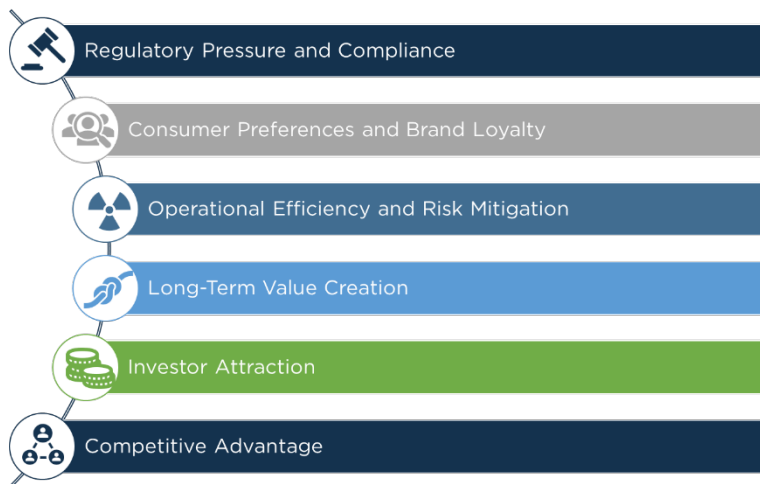 Regulatory Pressure and Compliance
Consumer Preferences and Brand Loyalty
Operational Efficiency and Risk Mitigation
Long-Term Value Creation
Investor Attraction
Competitive Advantage